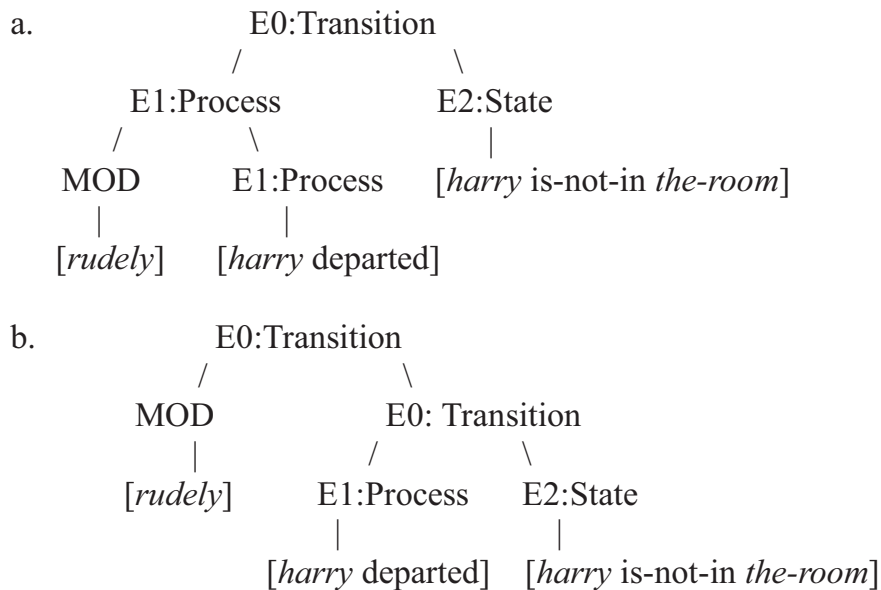 a. E0:Transition
/ \
E1:Process E2:State
/ \ |
MOD E1:Process [harry is-not-in the-room]
| |
[rudely] [harry departed]
b. E0:Transition
/ \
MOD E0: Transition
| / \
[rudely] E1:Process E2:State
| |
[harry departed] [harry is-not-in the-room]